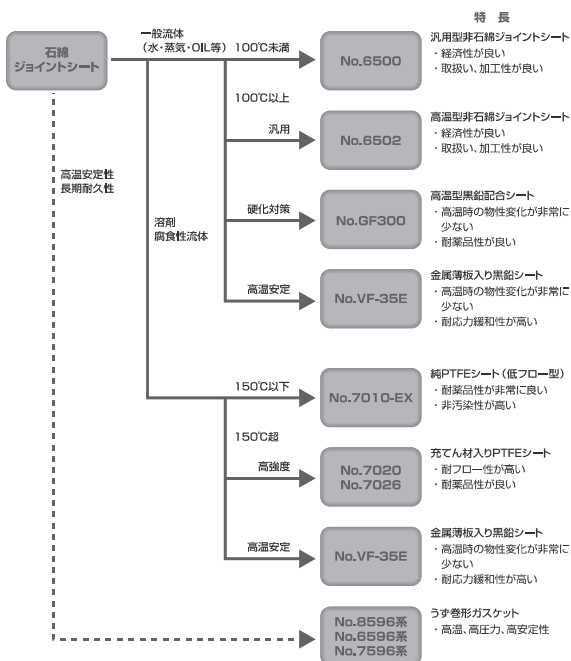 特　長
石綿
ジョイントシート
一般流体
（水・蒸気・OIL等）
100℃未満
No.6500
汎用型非石綿ジョイントシート
・経済性が良い
・取扱い、加工性が良い
100℃以上
汎用
No.6502
高温型非石綿ジョイントシート
・経済性が良い
・取扱い、加工性が良い
高温安定性
長期耐久性
溶剤
腐食性流体
硬化対策
No.GF300
高温型黒鉛配合シート
・高温時の物性変化が非常に
少ない
・耐薬品性が良い
高温安定
No.VF-35E
金属薄板入り黒鉛シート
・高温時の物性変化が非常に
少ない
・耐応力緩和性が高い
150℃以下
No.7010-EX
純PTFEシート（低フロー型）
・耐薬品性が非常に良い
・非汚染性が高い
150℃超
高強度
No.7020
No.7026
充てん材入りPTFEシート
・耐フロー性が高い
・耐薬品性が良い
高温安定
No.VF-35E
金属薄板入り黒鉛シート
・高温時の物性変化が非常に
少ない
・耐応力緩和性が高い
No.8596系
No.6596系
No.7596系
うず巻形ガスケット
・高温、高圧力、高安定性